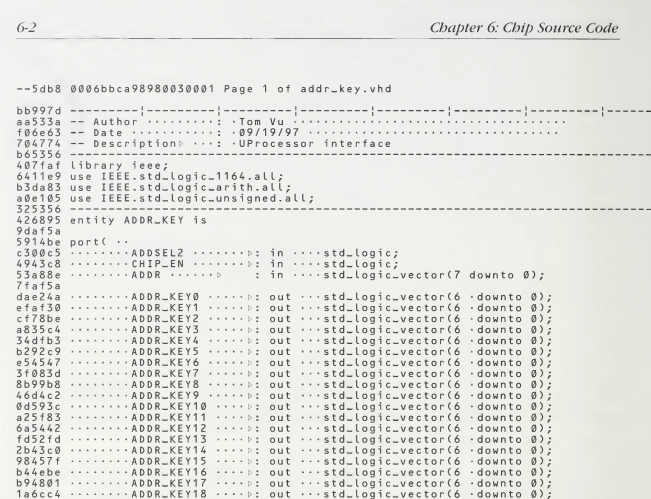 6-2 Chapter 6: Chip Source Code
--5db8 0006bbca98980030001 Page 1 of addr_key.vhd
bb997d ---------¦---------¦---------¦---------¦---------¦---------¦---------¦-----
aa533a -- Author ·········: ·Tom Vu ··································
f06e63 -- Date ···········: ·09/19/97 ································
704774 -- Description▷ ···: ·UProcessor interface
b65356 ---------------------------------------------------------------------------
407faf library ieee;
6411e9 use IEEE.std_logic_1164.all;
b3da83 use IEEE.std_logic_arith.all;
a0e105 use IEEE.std_logic_unsigned.all;
325356 ---------------------------------------------------------------------------
426895 entity ADDR_KEY is
9daf5a
5914be port( ··
c300c5 ········ADDSEL2 ·······▷: in ····std_logic;
4943c8 ········CHIP_EN ·······▷: in ····std_logic;
53a88e ········ADDR ······▷ : in ····std_logic_vector(7 downto 0);
7faf5a
dae24a ········ADDR_KEY0 ·····▷: out ···std_logic_vector(6 ·downto 0);
efaf30 ········ADDR_KEY1 ·····▷: out ···std_logic_vector(6 ·downto 0);
cf78be ········ADDR_KEY2 ·····▷: out ···std_logic_vector(6 ·downto 0);
a835c4 ········ADDR_KEY3 ·····▷: out ···std_logic_vector(6 ·downto 0);
34dfb3 ········ADDR_KEY4 ·····▷: out ···std_logic_vector(6 ·downto 0);
b292c9 ········ADDR_KEY5 ·····▷: out ···std_logic_vector(6 ·downto 0);
e54547 ········ADDR_KEY6 ·····▷: out ···std_logic_vector(6 ·downto 0);
3f083d ········ADDR_KEY7 ·····▷: out ···std_logic_vector(6 ·downto 0);
8b99b8 ········ADDR_KEY8 ·····▷: out ···std_logic_vector(6 ·downto 0);
46d4c2 ········ADDR_KEY9 ·····▷: out ···std_logic_vector(6 ·downto 0);
0d593c ········ADDR_KEY10 ····▷: out ···std_logic_vector(6 ·downto 0);
a25f83 ········ADDR_KEY11 ····▷: out ···std_logic_vector(6 ·downto 0);
6a5442 ········ADDR_KEY12 ····▷: out ···std_logic_vector(6 ·downto 0);
fd52fd ········ADDR_KEY13 ····▷: out ···std_logic_vector(6 ·downto 0);
2b43c0 ········ADDR_KEY14 ····▷: out ···std_logic_vector(6 ·downto 0);
98457f ········ADDR_KEY15 ····▷: out ···std_logic_vector(6 ·downto 0);
b44ebe ········ADDR_KEY16 ····▷: out ···std_logic_vector(6 ·downto 0);
b94801 ········ADDR_KEY17 ····▷: out ···std_logic_vector(6 ·downto 0);
1a6cc4 ········ADDR_KEY18 ····▷: out ···std_logic_vector(6 ·downto 0);